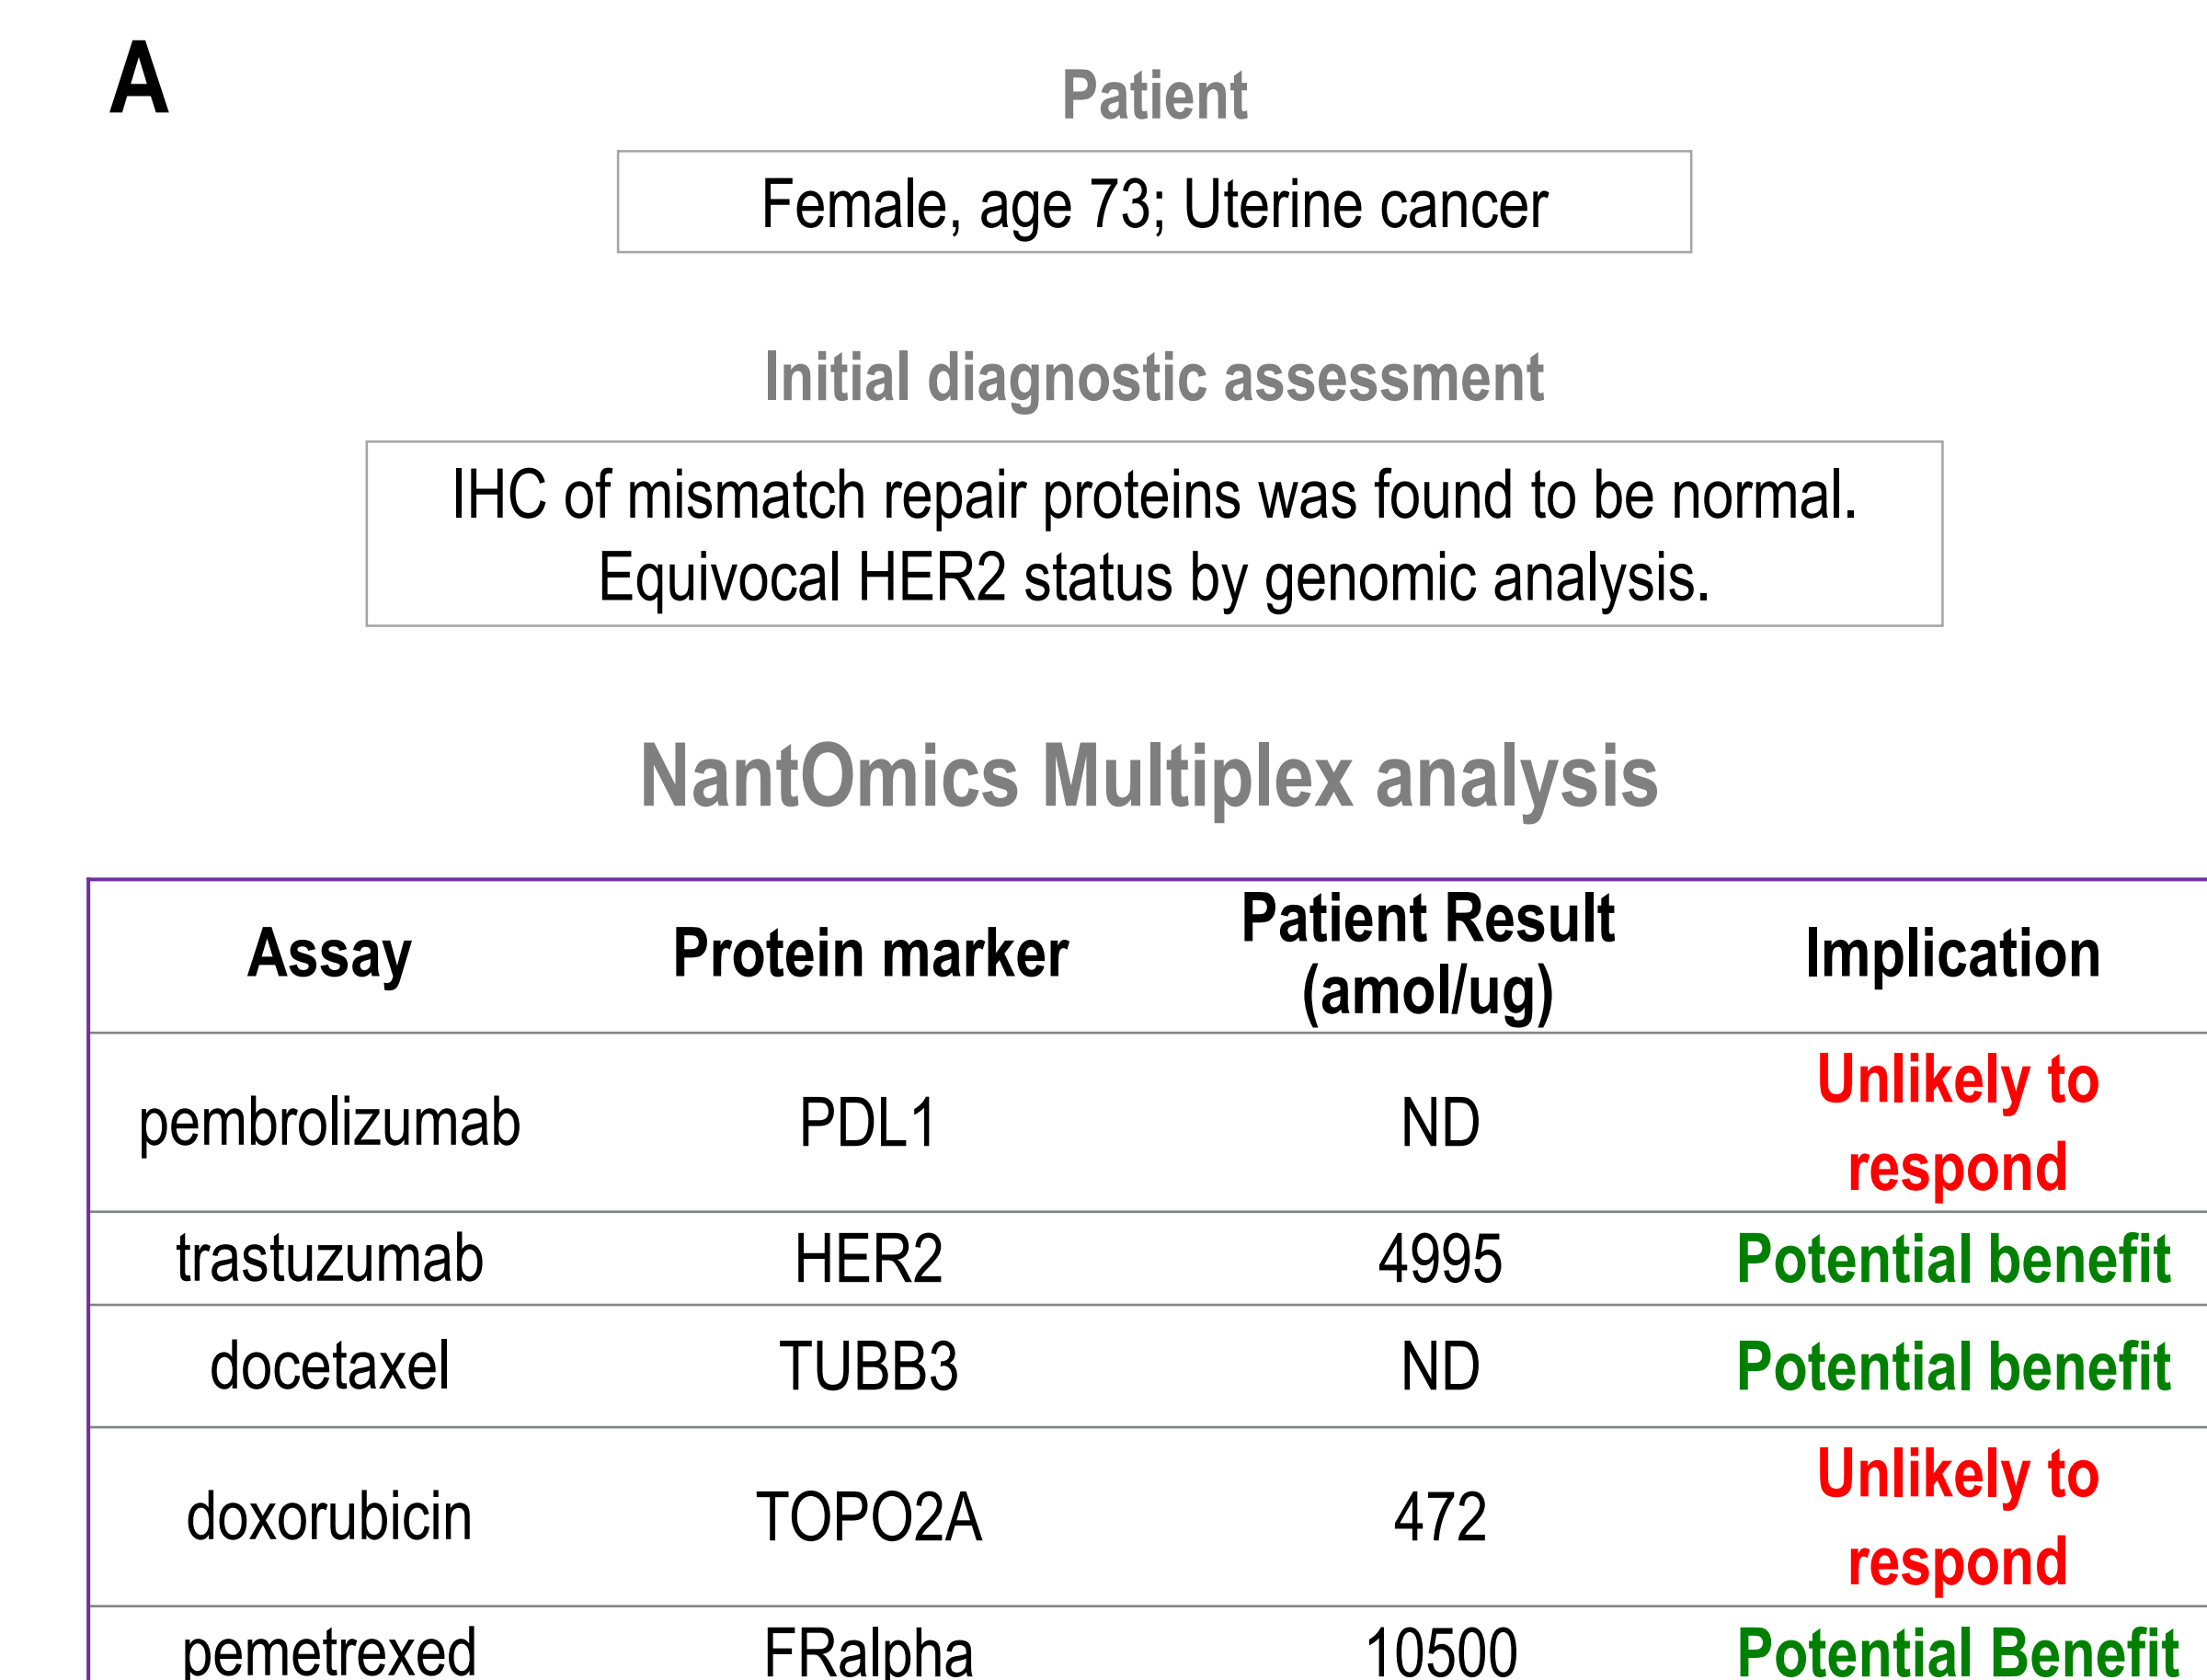 A
Patient
Female, age 73; Uterine cancer
Initial diagnostic assessment
IHC of mismatch repair proteins was found to be normal.
Equivocal HER2 status by genomic analysis.
NantOmics Multiplex analysis
Assay Protein marker Patient Result (amol/ug) Implication
pembrolizumab PDL1 ND Unlikely to respond
trastuzumab HER2 4995 Potential benefit
docetaxel TUBB3 ND Potential benefit
doxorubicin TOPO2A 472 Unlikely to respond
pemetrexed FRalpha 10500 Potential Benefit